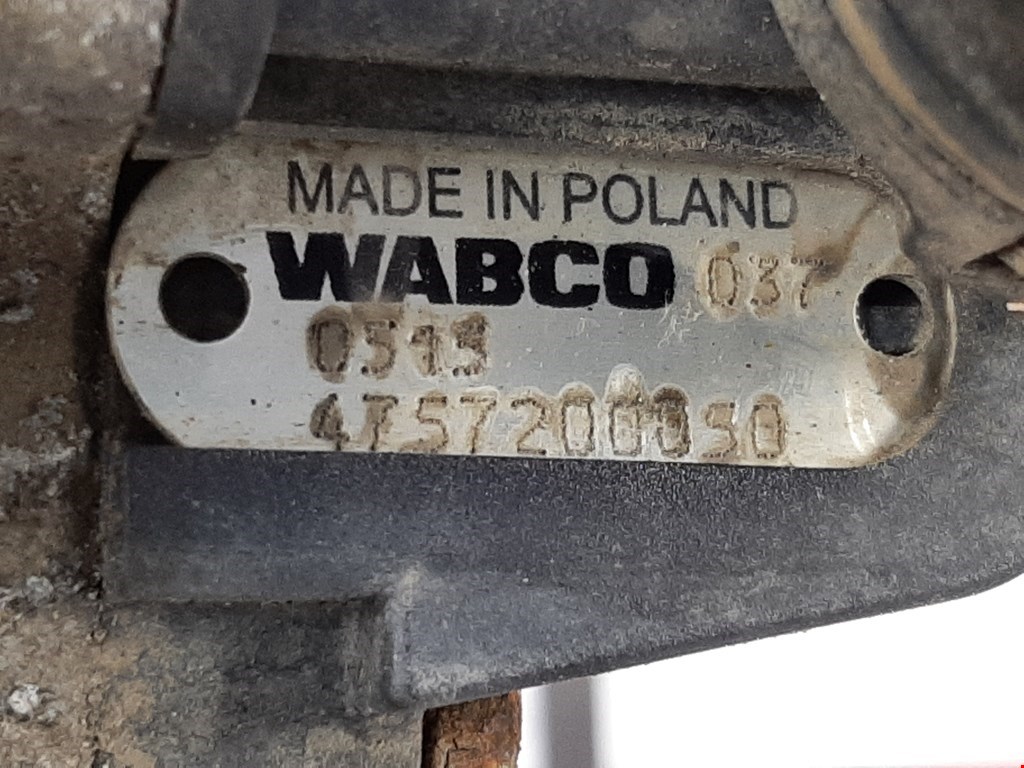 MADE IN POLAND
WABCO 037
0513
4757200050